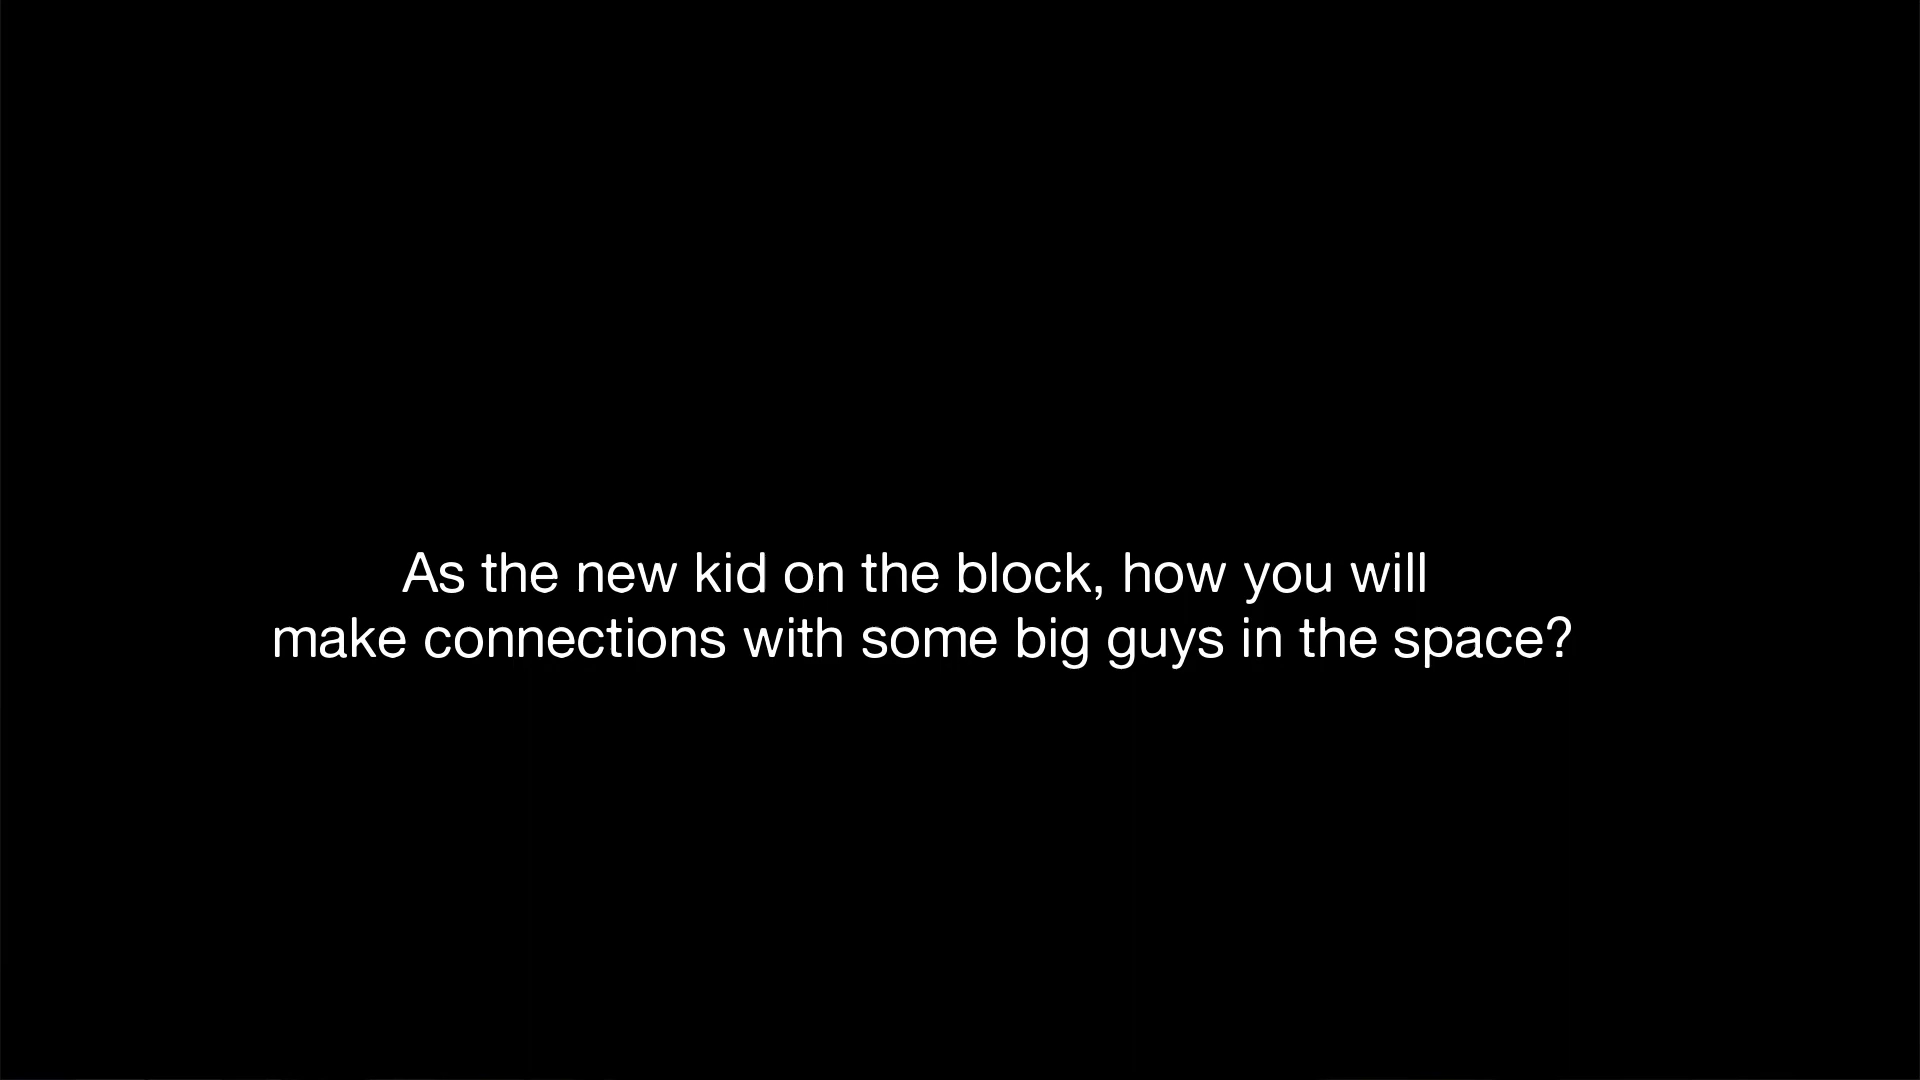 As the new kid on the block, how you will
make connections with some big guys in the space?